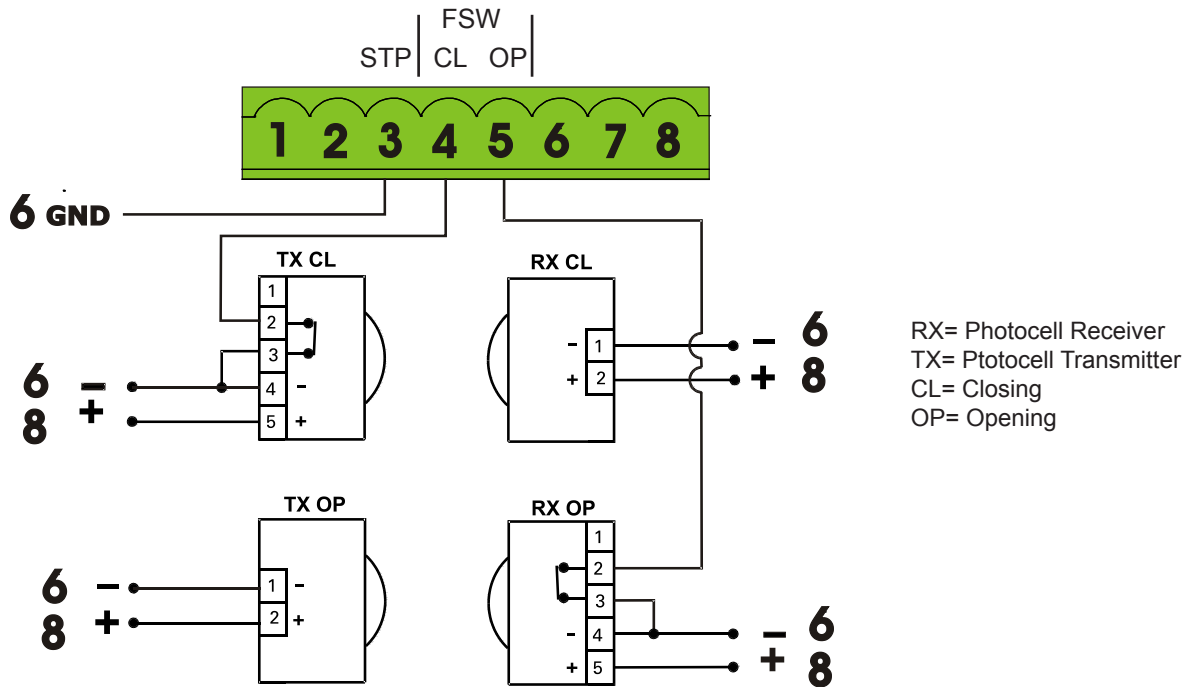 FSW
STP CL OP
1 2 3 4 5 6 7 8
6 GND
TX CL
1
2
3
4 -
5 +
6 -
8 +
RX CL
- 1
+ 2
- 6
+ 8
RX= Photocell Receiver
TX= Ptotocell Transmitter
CL= Closing
OP= Opening
TX OP
1 -
2 +
6 -
8 +
RX OP
1
2
3
- 4
+ 5
- 6
+ 8